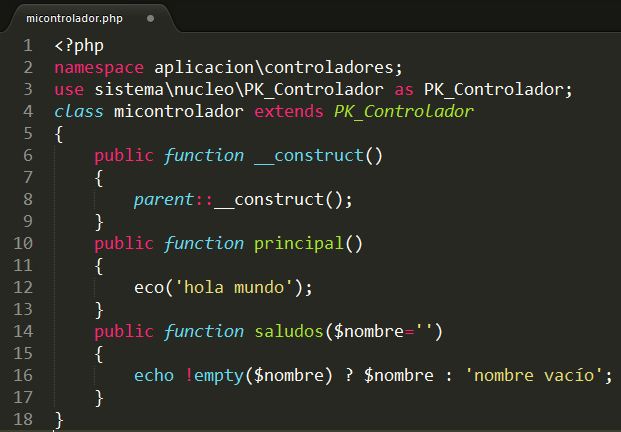 micontrolador.php
1 <?php
2 namespace aplicacion\controladores;
3 use sistema\nucleo\PK_Controlador as PK_Controlador;
4 class micontrolador extends PK_Controlador
5 {
6 public function __construct()
7 {
8 parent::__construct();
9 }
10 public function principal()
11 {
12 eco('hola mundo');
13 }
14 public function saludos($nombre='')
15 {
16 echo !empty($nombre) ? $nombre : 'nombre vacío';
17 }
18 }